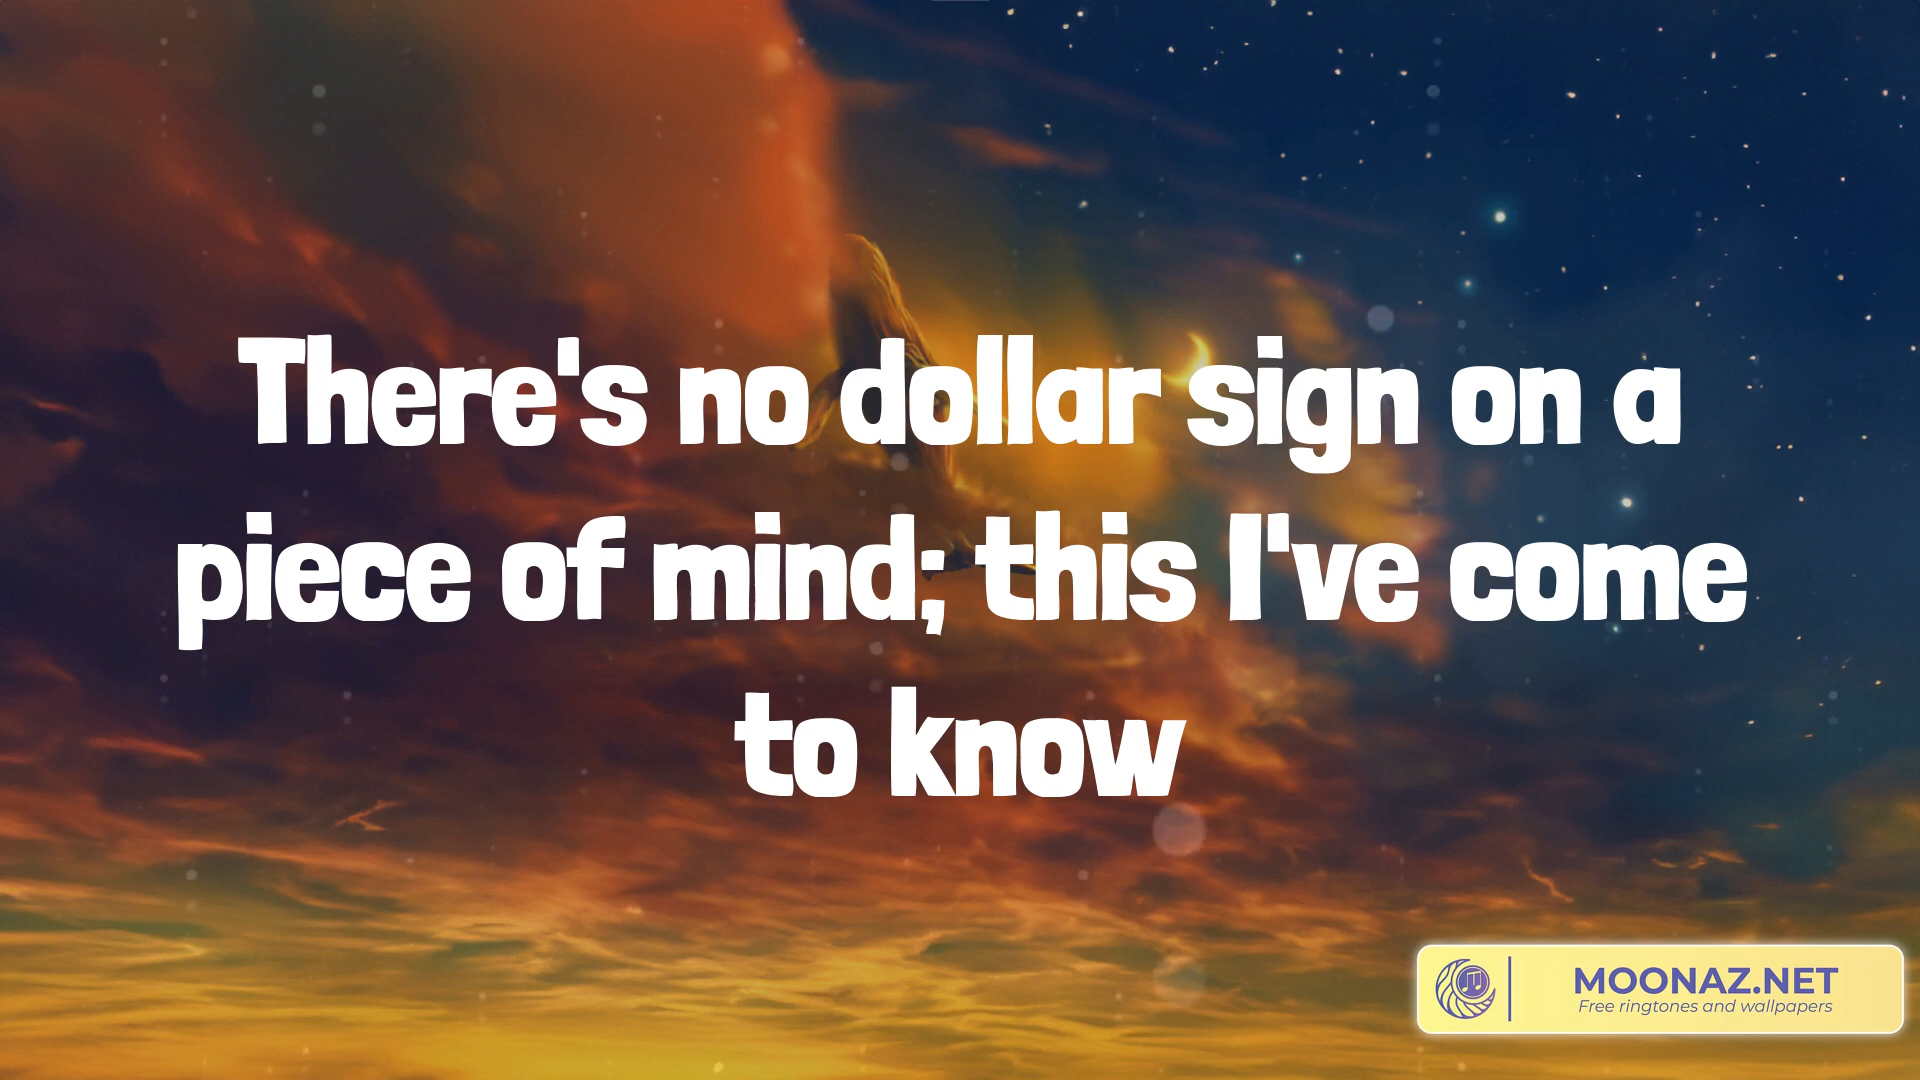 There's no dollar sign on a
piece of mind; this I've come
to know
MOONAZ.NET
Free ringtones and wallpapers